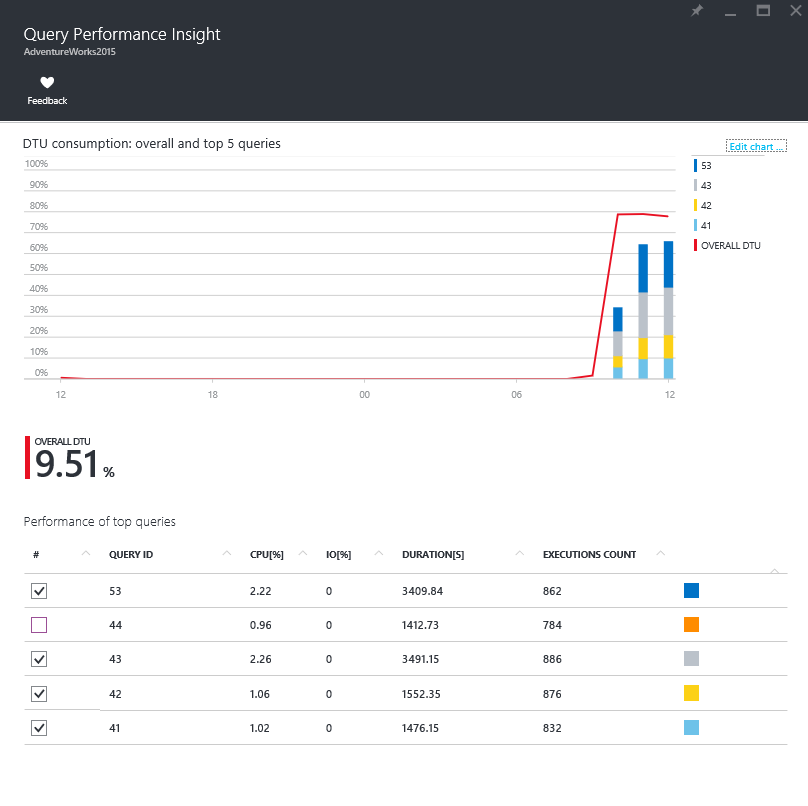 Query Performance Insight
AdventureWorks2015
Feedback
DTU consumption: overall and top 5 queries
Edit chart ...
100%
90%
80%
70%
60%
50%
40%
30%
20%
10%
0%
12 18 00 06 12
53
43
42
41
OVERALL DTU
OVERALL DTU
9.51 %
Performance of top queries
# QUERY ID CPU[%] IO[%] DURATION[S] EXECUTIONS COUNT
53 2.22 0 3409.84 862
44 0.96 0 1412.73 784
43 2.26 0 3491.15 886
42 1.06 0 1552.35 876
41 1.02 0 1476.15 832